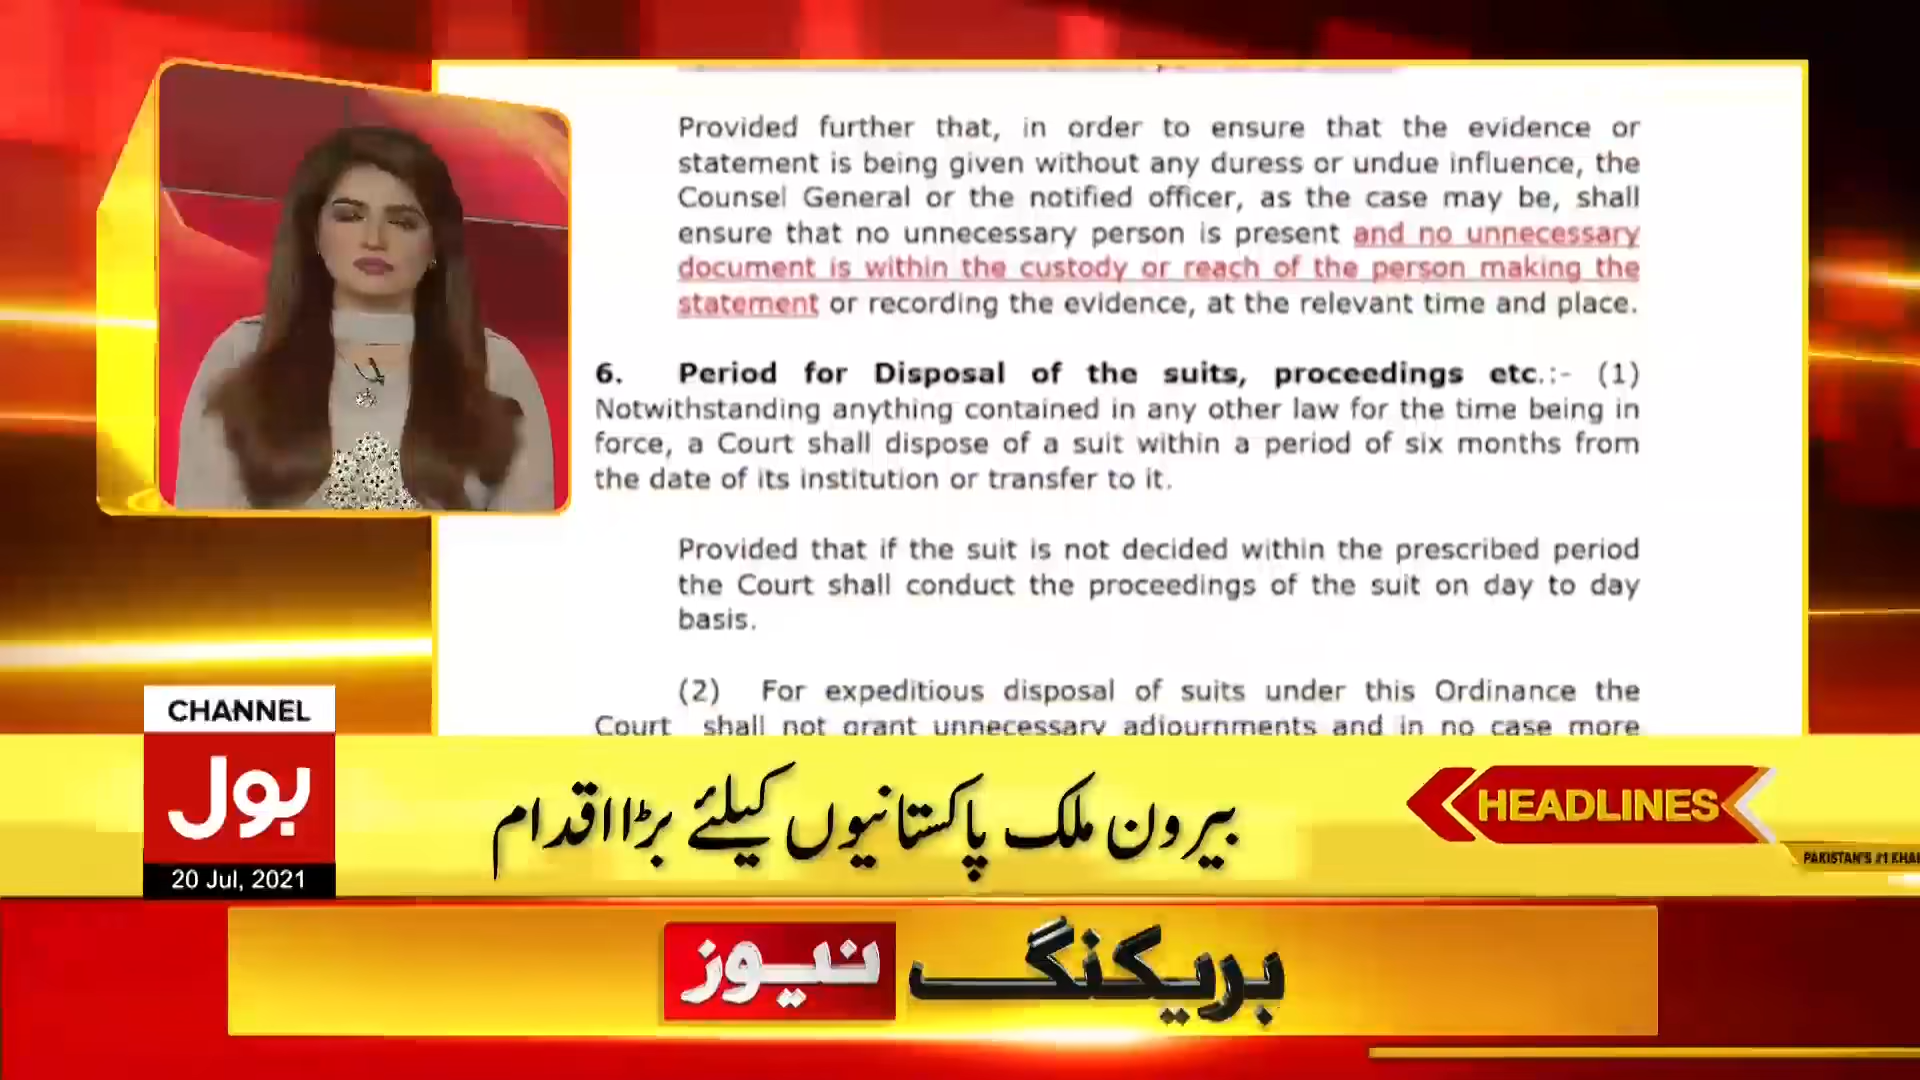 Provided further that, in order to ensure that the evidence or
statement is being given without any duress or undue influence, the
Counsel General or the notified officer, as the case may be, shall
ensure that no unnecessary person is present and no unnecessary
document is within the custody or reach of the person making the
statement or recording the evidence, at the relevant time and place.
6. Period for Disposal of the suits, proceedings etc.:- (1)
Notwithstanding anything contained in any other law for the time being in
force, a Court shall dispose of a suit within a period of six months from
the date of its institution or transfer to it.
Provided that if the suit is not decided within the prescribed period
the Court shall conduct the proceedings of the suit on day to day
basis.
(2) For expeditious disposal of suits under this Ordinance the
Court shall not grant unnecessary adjournments and in no case more
CHANNEL
بول
20 Jul, 2021
بیرون ملک پاکستانیوں کیلئے بڑا اقدام
HEADLINES
PAKISTAN'S #1 KHA
بریکنگ نیوز